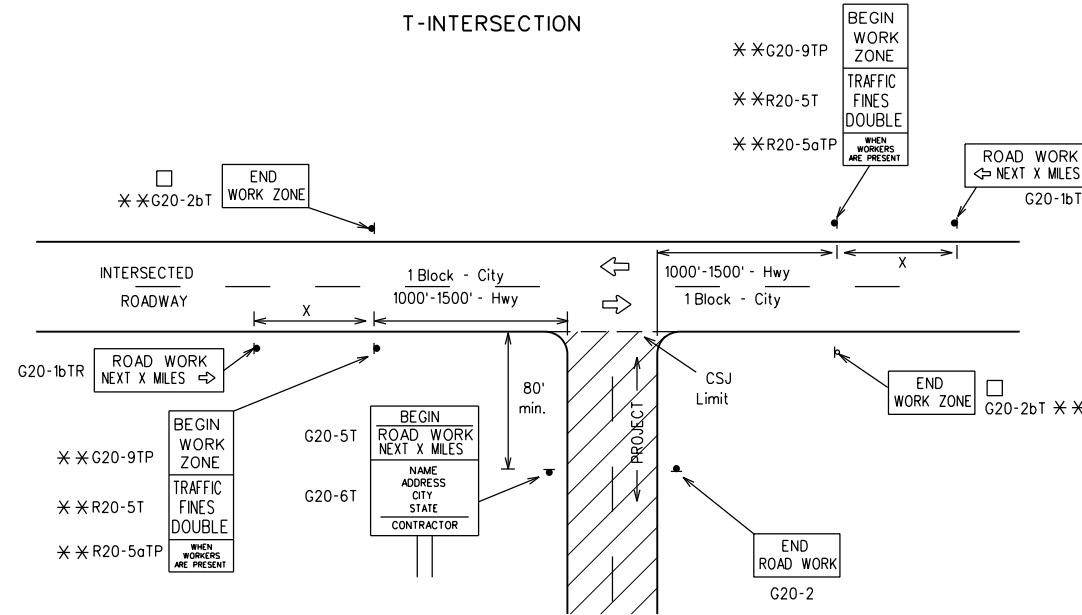 T-INTERSECTION
BEGIN
WORK
ZONE
TRAFFIC
FINES
DOUBLE
WHEN
WORKERS
ARE PRESENT
**G20-9TP
**R20-5T
**R20-5aTP
ROAD WORK
⇦ NEXT X MILES
G20-1bT
END
WORK ZONE
□
**G20-2bT
INTERSECTED
ROADWAY
1 Block - City
1000'-1500' - Hwy
X
⇦
⇨
1000'-1500' - Hwy
1 Block - City
X
G20-1bTR
ROAD WORK
NEXT X MILES ⇨
80'
min.
CSJ
Limit
PROJECT
END
WORK ZONE
□
G20-2bT **
**G20-9TP
**R20-5T
**R20-5aTP
BEGIN
WORK
ZONE
TRAFFIC
FINES
DOUBLE
WHEN
WORKERS
ARE PRESENT
G20-5T
G20-6T
BEGIN
ROAD WORK
NEXT X MILES
NAME
ADDRESS
CITY
STATE
CONTRACTOR
END
ROAD WORK
G20-2